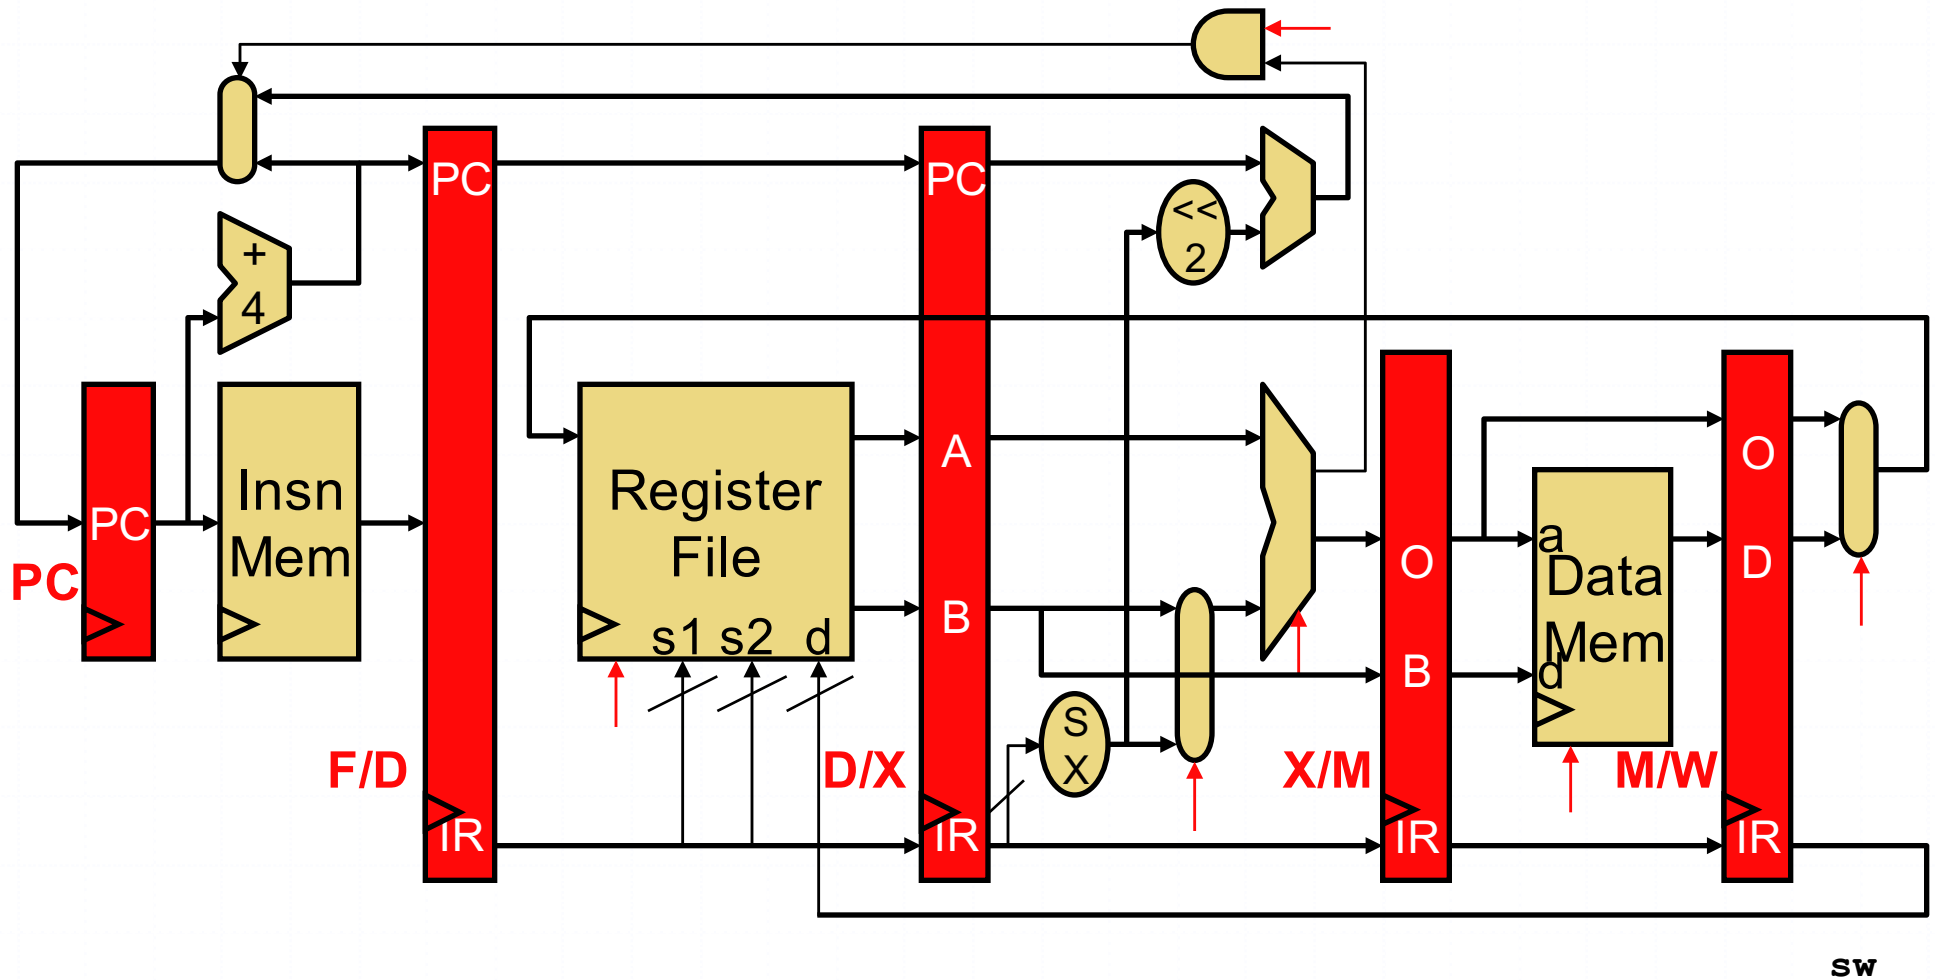 PC
PC
<<
2
+
4
PC
Insn
Mem
PC
Register
File
s1 s2 d
A
B
S
X
O
B
a
Data
Mem
d
O
D
F/D
D/X
X/M
M/W
IR
IR
IR
IR
sw